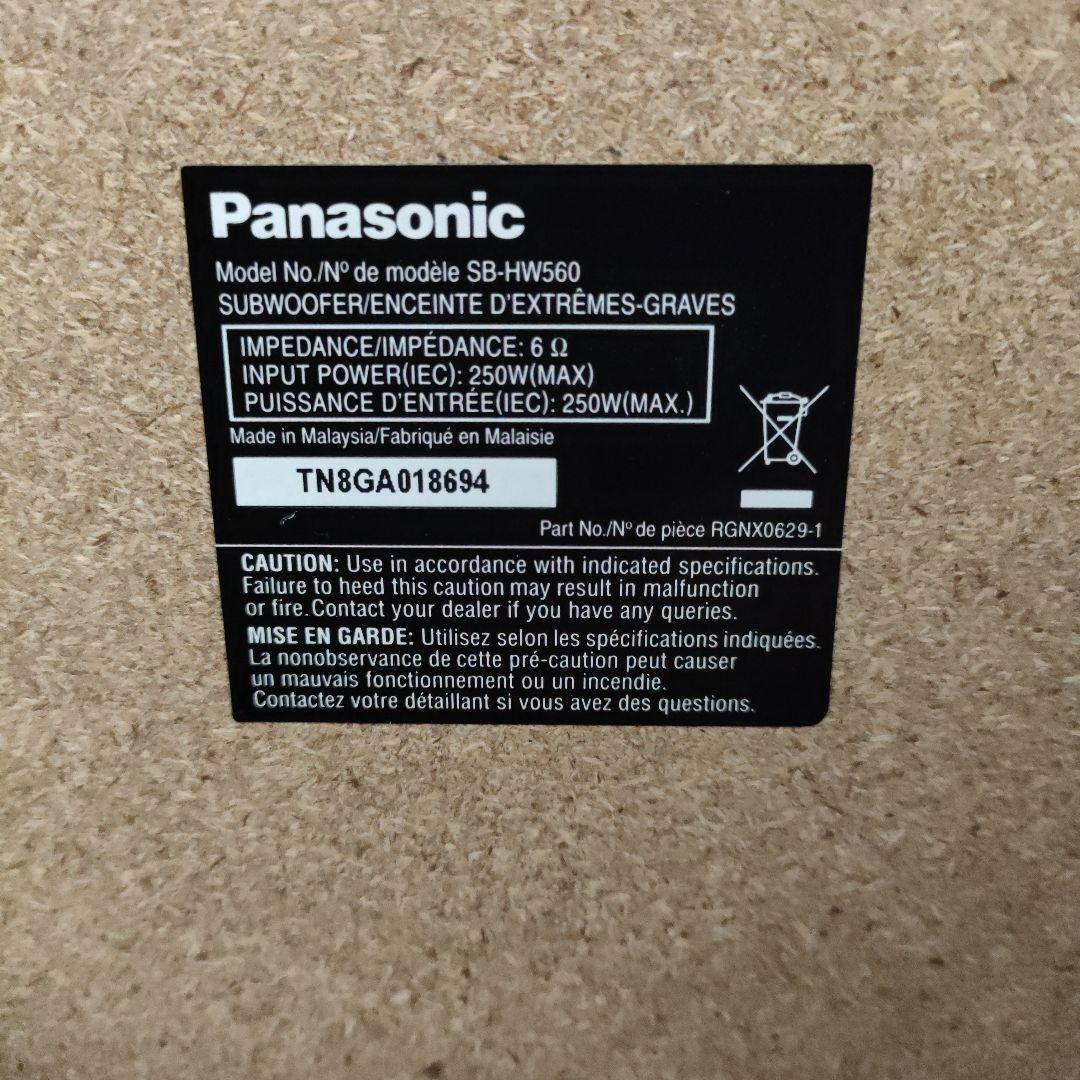 Panasonic
Model No./Nº de modèle SB-HW560
SUBWOOFER/ENCEINTE D'EXTRÊMES-GRAVES
IMPEDANCE/IMPÉDANCE: 6 Ω
INPUT POWER(IEC): 250W(MAX)
PUISSANCE D'ENTRÉE(IEC): 250W(MAX.)
Made in Malaysia/Fabriqué en Malaisie
TN8GA018694
Part No./Nº de pièce RGNX0629-1
CAUTION: Use in accordance with indicated specifications.
Failure to heed this caution may result in malfunction
or fire. Contact your dealer if you have any queries.
MISE EN GARDE: Utilisez selon les spécifications indiquées.
La nonobservance de cette pré-caution peut causer
un mauvais fonctionnement ou un incendie.
Contactez votre détaillant si vous avez des questions.